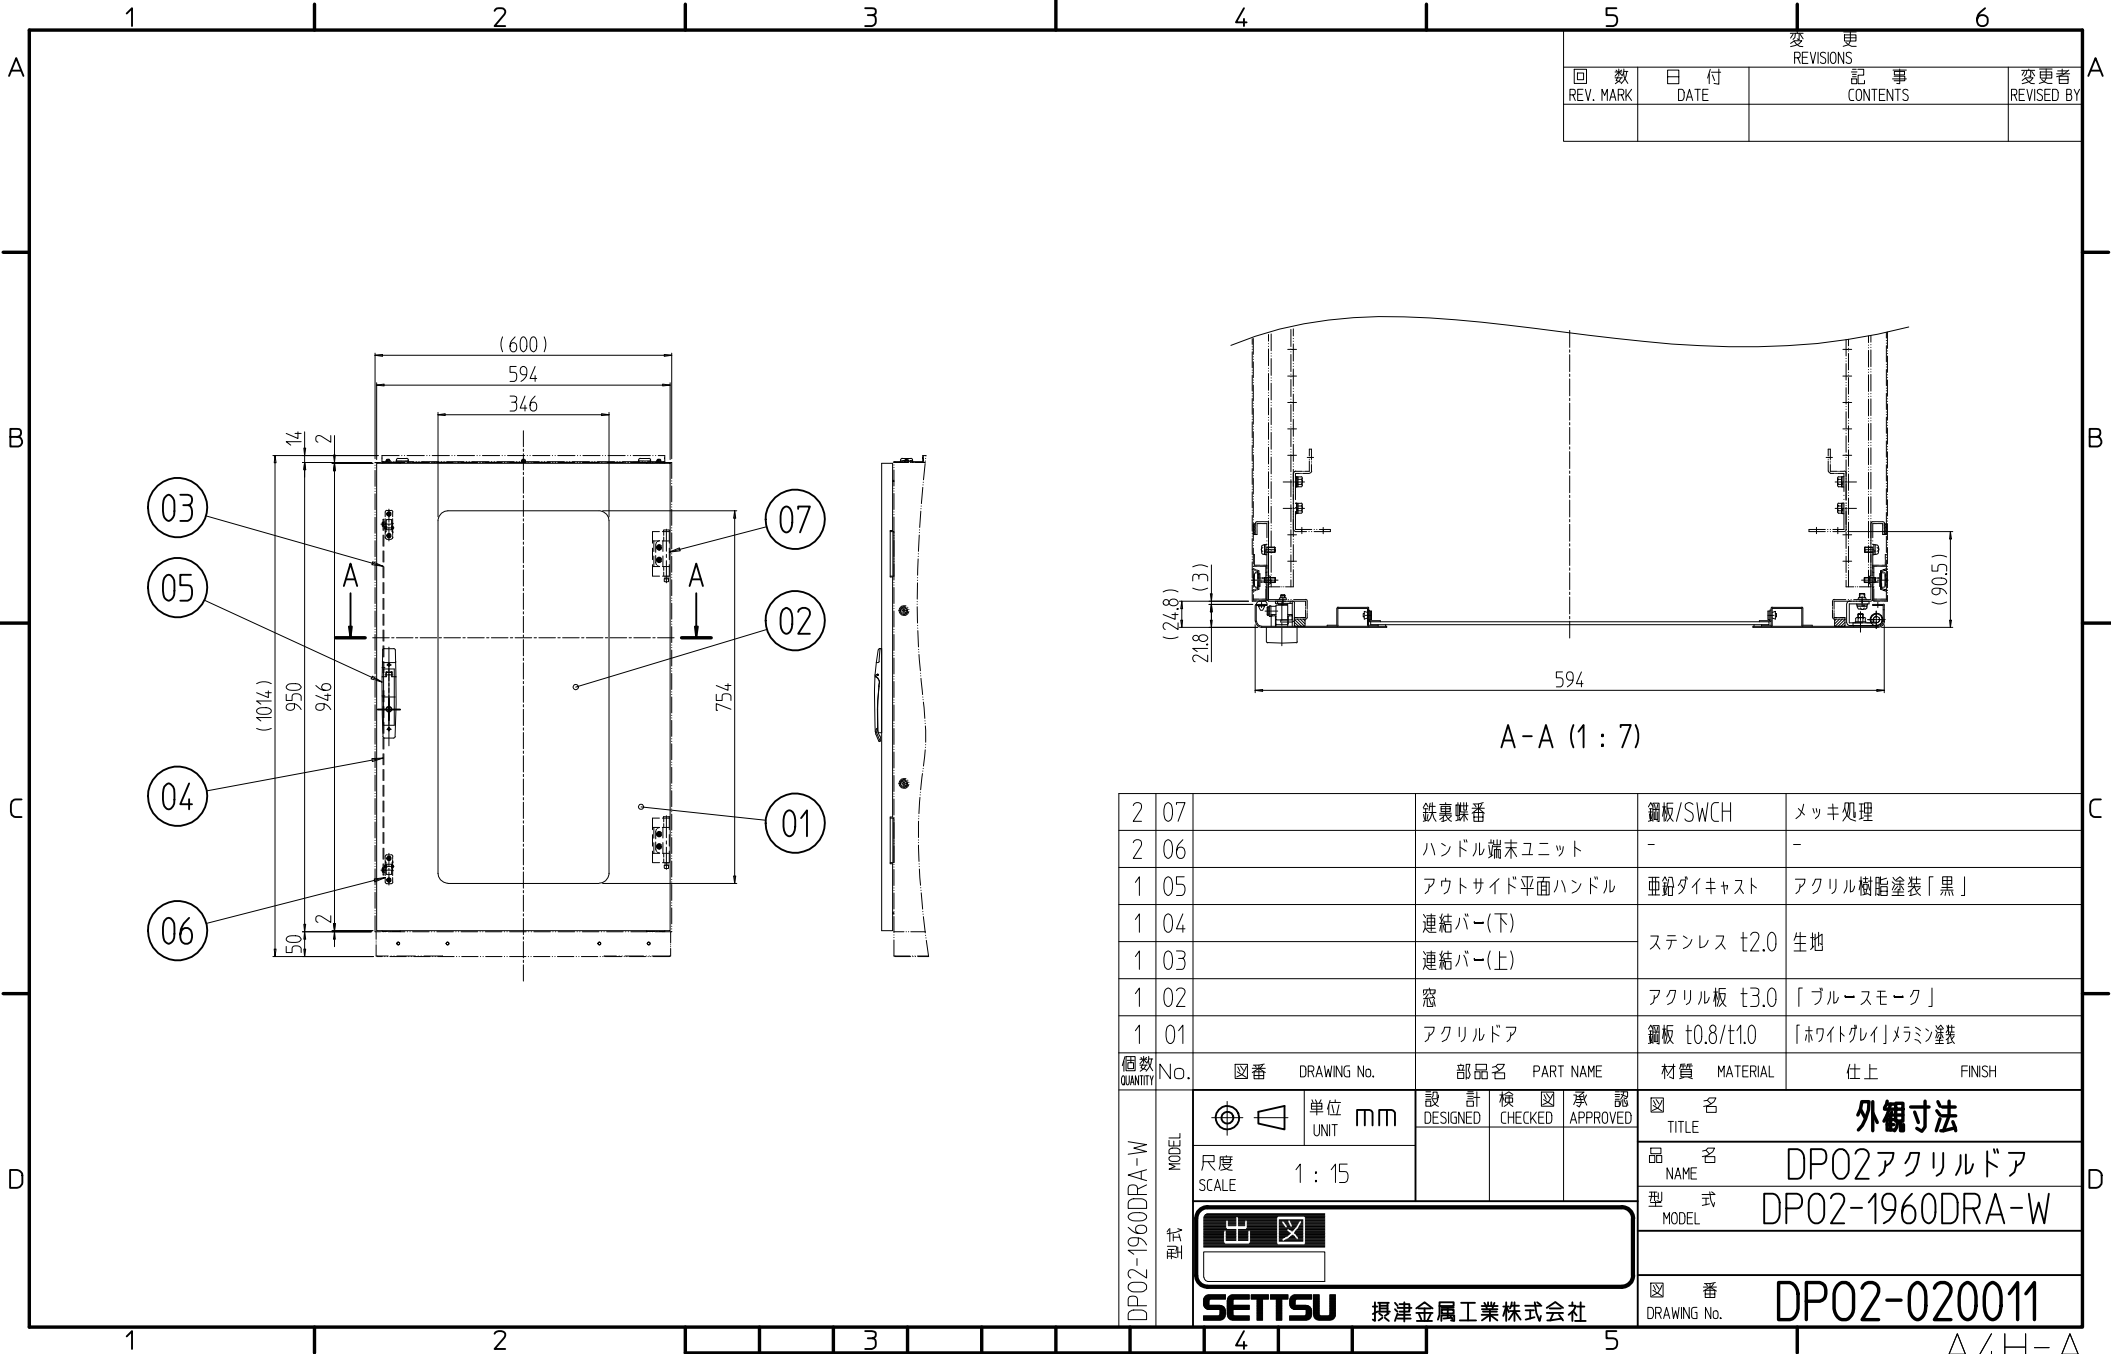 1 2 3 4 5 6
A A
変 更
REVISIONS
回 数 日 付 記 事 変更者
REV. MARK DATE CONTENTS REVISED BY
B B
(600)
594
346
14
2
03
05
04
06
07
02
01
A A
(1014)
950
946
754
2
50
(3)
(24.8)
21.8
(90.5)
594
A-A (1 : 7)
C C
2 07 鉄裏蝶番 鋼板/SWCH メッキ処理
2 06 ハンドル端末ユニット - -
1 05 アウトサイド平面ハンドル 亜鉛ダイキャスト アクリル樹脂塗装「黒」
1 04 連結バー(下)
ステンレス t2.0 生地
1 03 連結バー(上)
1 02 窓 アクリル板 t3.0 「ブルースモーク」
1 01 アクリルドア 鋼板 t0.8/t1.0 「ホワイトグレイ」メラミン塗装
個数 QUANTITY No. 図番 DRAWING No. 部品名 PART NAME 材質 MATERIAL 仕上 FINISH
DP02-1960DRA-W
MODEL
型式
単位 UNIT mm
設 計 DESIGNED
検 図 CHECKED
承 認 APPROVED
尺度 SCALE 1 : 15
図 名 TITLE 外観寸法
品 名 NAME DP02アクリルドア
型 式 MODEL DP02-1960DRA-W
出 図
SETTSU 摂津金属工業株式会社
図 番 DRAWING No. DP02-020011
D D
1 2 3 4 5